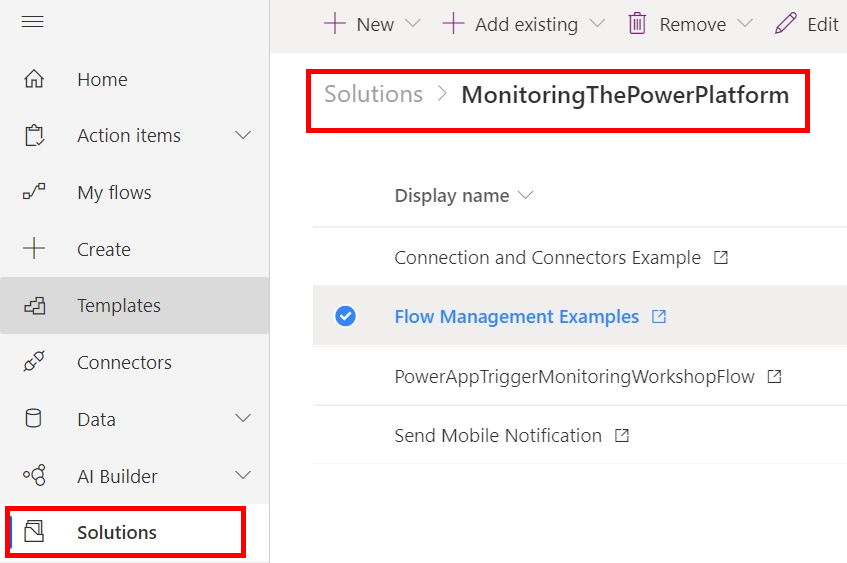 New
Add existing
Remove
Edit
Home
Action items
My flows
Create
Templates
Connectors
Data
AI Builder
Solutions
Solutions > MonitoringThePowerPlatform
Display name
Connection and Connectors Example
Flow Management Examples
PowerAppTriggerMonitoringWorkshopFlow
Send Mobile Notification